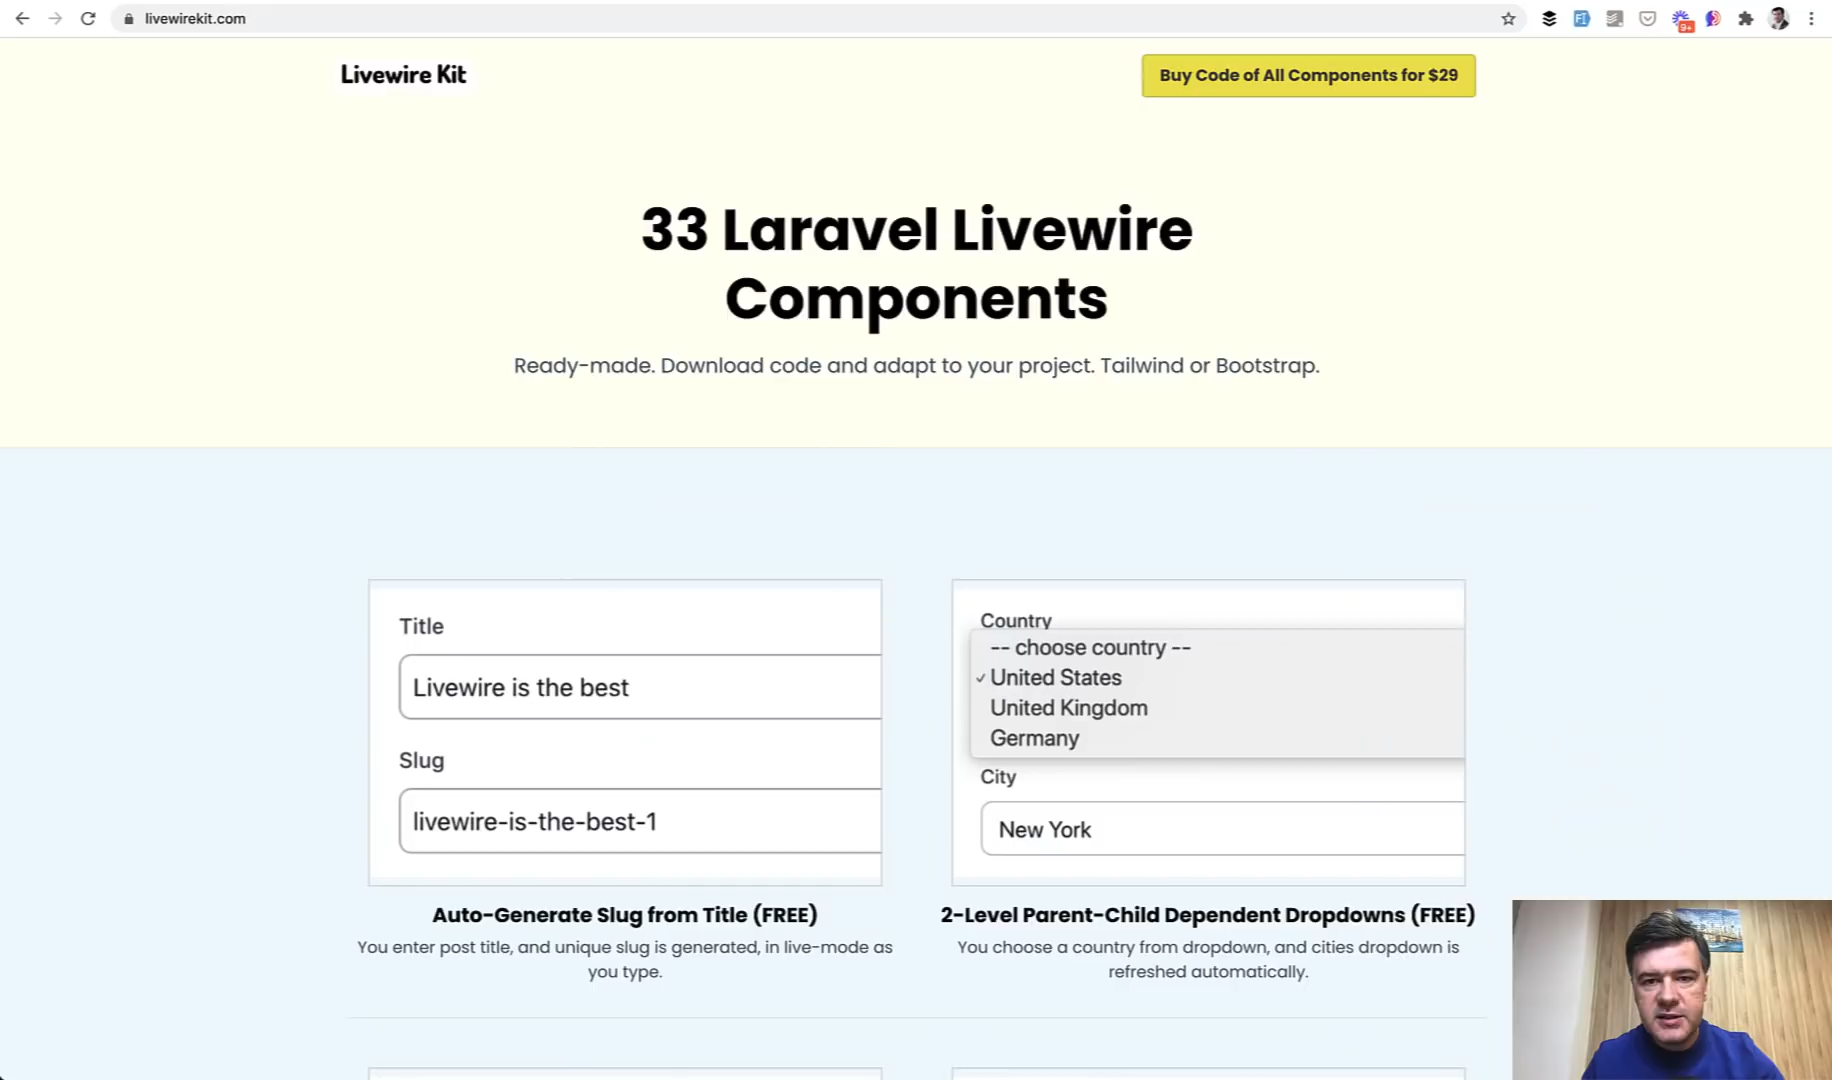 livewirekit.com
9+
Livewire Kit
Buy Code of All Components for $29
33 Laravel Livewire
Components
Ready-made. Download code and adapt to your project. Tailwind or Bootstrap.
Title
Livewire is the best
Slug
livewire-is-the-best-1
Auto-Generate Slug from Title (FREE)
You enter post title, and unique slug is generated, in live-mode as
you type.
Country
-- choose country --
✓ United States
United Kingdom
Germany
City
New York
2-Level Parent-Child Dependent Dropdowns (FREE)
You choose a country from dropdown, and cities dropdown is
refreshed automatically.